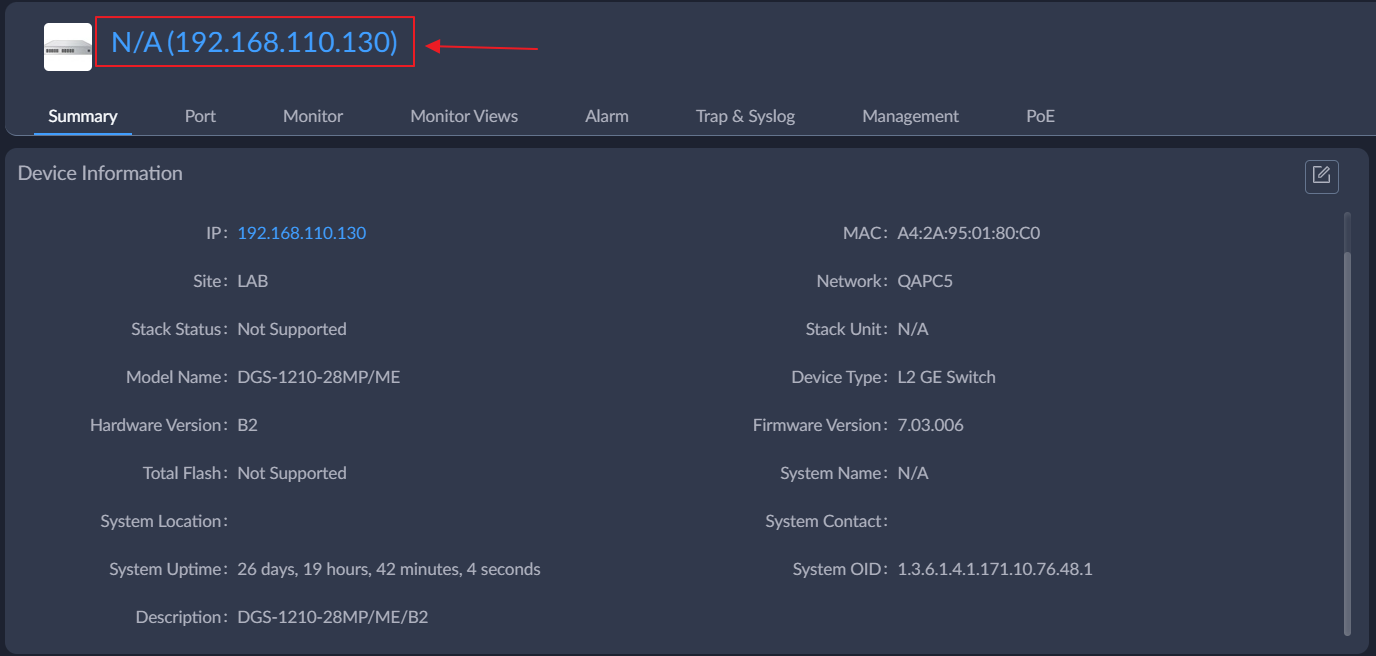 N/A (192.168.110.130)
Summary Port Monitor Monitor Views Alarm Trap & Syslog Management PoE
Device Information
IP: 192.168.110.130 MAC: A4:2A:95:01:80:C0
Site: LAB Network: QAPC5
Stack Status: Not Supported Stack Unit: N/A
Model Name: DGS-1210-28MP/ME Device Type: L2 GE Switch
Hardware Version: B2 Firmware Version: 7.03.006
Total Flash: Not Supported System Name: N/A
System Location: System Contact:
System Uptime: 26 days, 19 hours, 42 minutes, 4 seconds System OID: 1.3.6.1.4.1.171.10.76.48.1
Description: DGS-1210-28MP/ME/B2